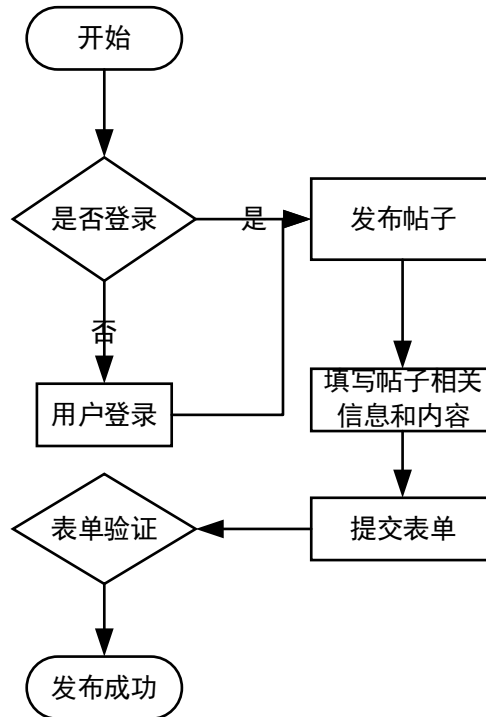 开始
是否登录
是
发布帖子
否
用户登录
填写帖子相关
信息和内容
提交表单
表单验证
发布成功